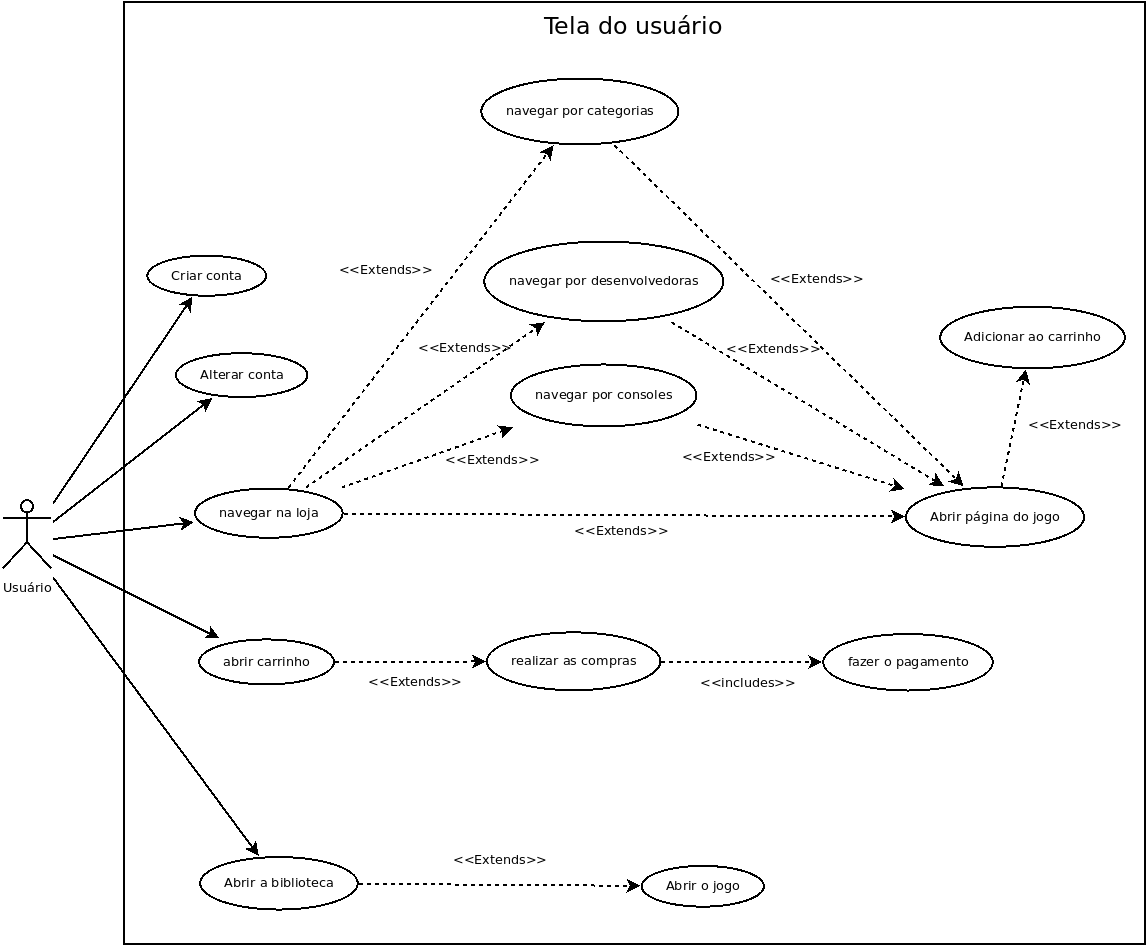 Tela do usuário
navegar por categorias
<<Extends>>
Criar conta
navegar por desenvolvedoras
<<Extends>>
Adicionar ao carrinho
<<Extends>>
<<Extends>>
Alterar conta
navegar por consoles
<<Extends>>
<<Extends>>
<<Extends>>
navegar na loja
Abrir página do jogo
<<Extends>>
Usuário
abrir carrinho
realizar as compras
fazer o pagamento
<<Extends>>
<<includes>>
<<Extends>>
Abrir a biblioteca
Abrir o jogo